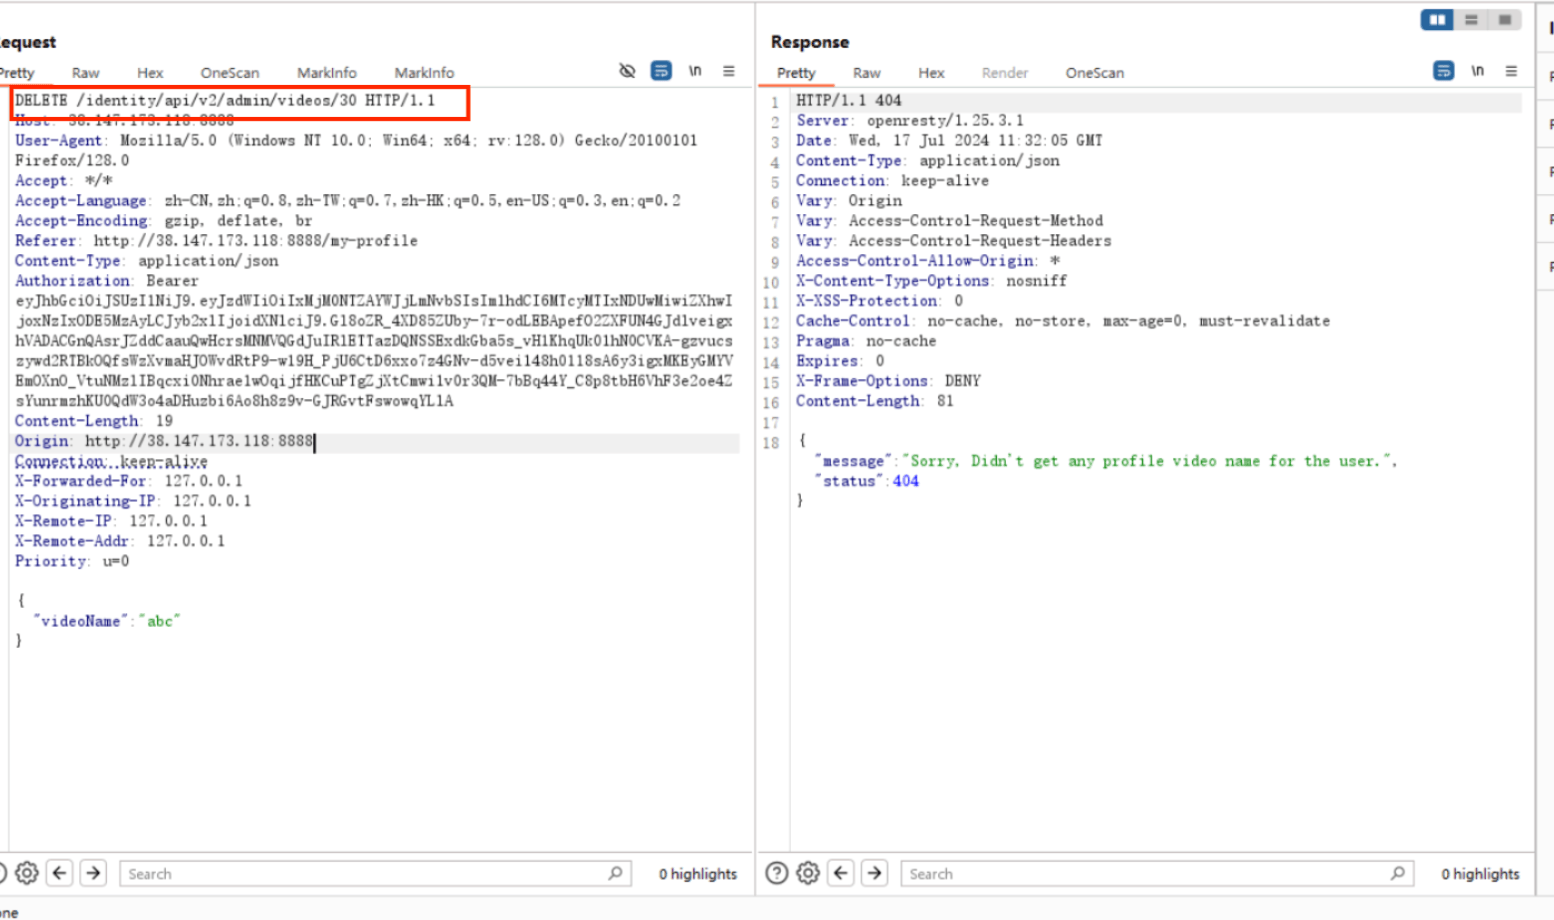 equest
Pretty Raw Hex OneScan MarkInfo MarkInfo \n
DELETE /identity/api/v2/admin/videos/30 HTTP/1.1
Host: 38.147.173.118:8888
User-Agent: Mozilla/5.0 (Windows NT 10.0; Win64; x64; rv:128.0) Gecko/20100101
Firefox/128.0
Accept: */*
Accept-Language: zh-CN,zh;q=0.8,zh-TW;q=0.7,zh-HK;q=0.5,en-US;q=0.3,en;q=0.2
Accept-Encoding: gzip, deflate, br
Referer: http://38.147.173.118:8888/my-profile
Content-Type: application/json
Authorization: Bearer
Content-Length: 19
Origin: http://38.147.173.118:8888
Connection: keep-alive
X-Forwarded-For: 127.0.0.1
X-Originating-IP: 127.0.0.1
X-Remote-IP: 127.0.0.1
X-Remote-Addr: 127.0.0.1
Priority: u=0
{
"videoName":"abc"
}
Search 0 highlights
one
Response
Pretty Raw Hex Render OneScan \n
1 HTTP/1.1 404
2 Server: openresty/1.25.3.1
3 Date: Wed, 17 Jul 2024 11:32:05 GMT
4 Content-Type: application/json
5 Connection: keep-alive
6 Vary: Origin
7 Vary: Access-Control-Request-Method
8 Vary: Access-Control-Request-Headers
9 Access-Control-Allow-Origin: *
10 X-Content-Type-Options: nosniff
11 X-XSS-Protection: 0
12 Cache-Control: no-cache, no-store, max-age=0, must-revalidate
13 Pragma: no-cache
14 Expires: 0
15 X-Frame-Options: DENY
16 Content-Length: 81
17
18 {
"message":"Sorry, Didn't get any profile video name for the user.",
"status":404
}
Search 0 highlights